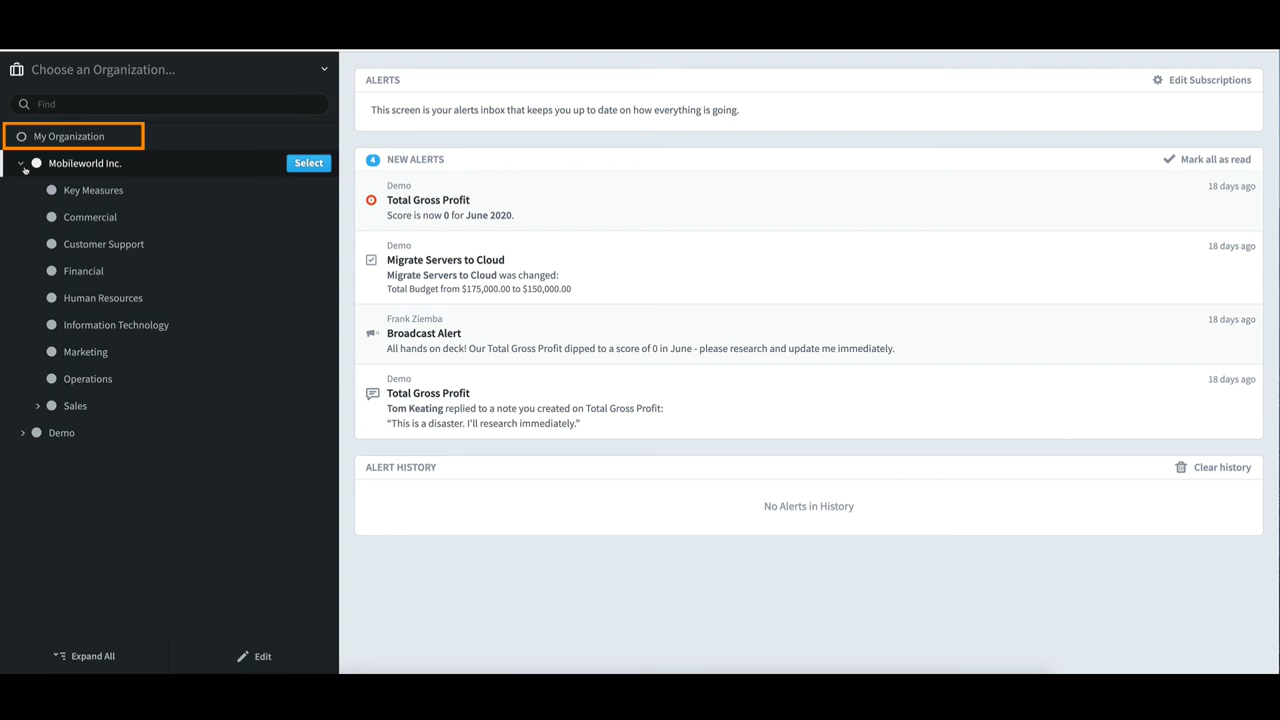 Choose an Organization...
Find
My Organization
Mobileworld Inc.
Select
Key Measures
Commercial
Customer Support
Financial
Human Resources
Information Technology
Marketing
Operations
Sales
Demo
Expand All
Edit
ALERTS
Edit Subscriptions
This screen is your alerts inbox that keeps you up to date on how everything is going.
4 NEW ALERTS
Mark all as read
Demo
18 days ago
Total Gross Profit
Score is now 0 for June 2020.
Demo
18 days ago
Migrate Servers to Cloud
Migrate Servers to Cloud was changed:
Total Budget from $175,000.00 to $150,000.00
Frank Ziemba
18 days ago
Broadcast Alert
All hands on deck! Our Total Gross Profit dipped to a score of 0 in June - please research and update me immediately.
Demo
18 days ago
Total Gross Profit
Tom Keating replied to a note you created on Total Gross Profit:
“This is a disaster. I'll research immediately.”
ALERT HISTORY
Clear history
No Alerts in History